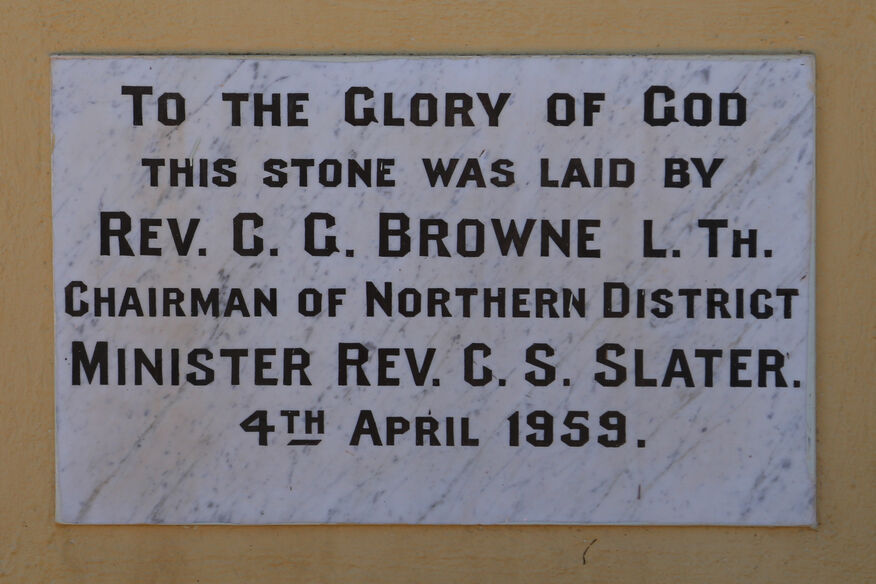 To the Glory of God
this stone was laid by
Rev. C. G. Browne L. Th.
Chairman of Northern District
Minister Rev. C. S. Slater.
4th April 1959.